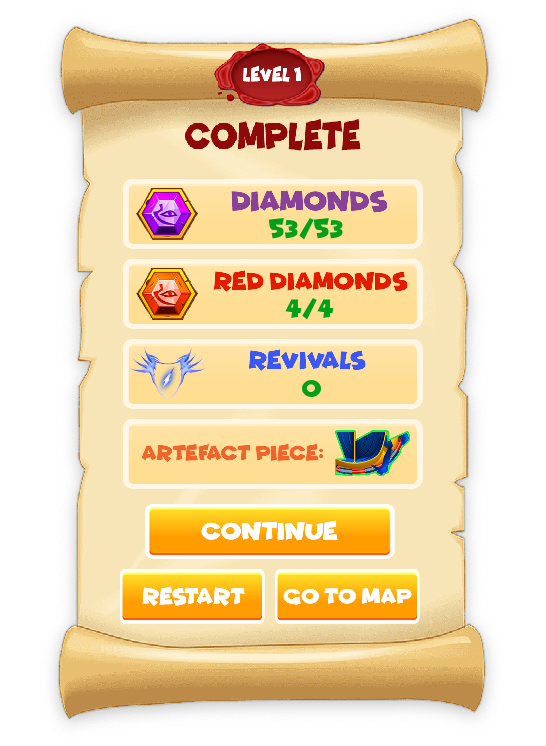 LEVEL 1
COMPLETE
DIAMONDS
53/53
RED DIAMONDS
4/4
REVIVALS
0
ARTEFACT PIECE:
CONTINUE
RESTART
GO TO MAP